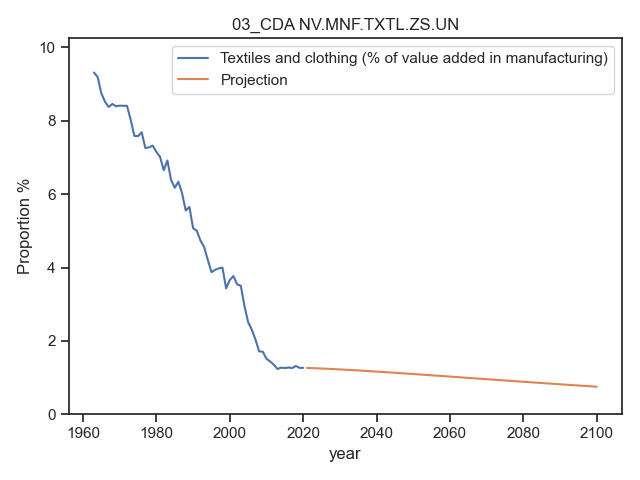 03_CDA NV.MNF.TXTL.ZS.UN
Textiles and clothing (% of value added in manufacturing)
Projection
Proportion %
10
8
6
4
2
0
1960 1980 2000 2020 2040 2060 2080 2100
year